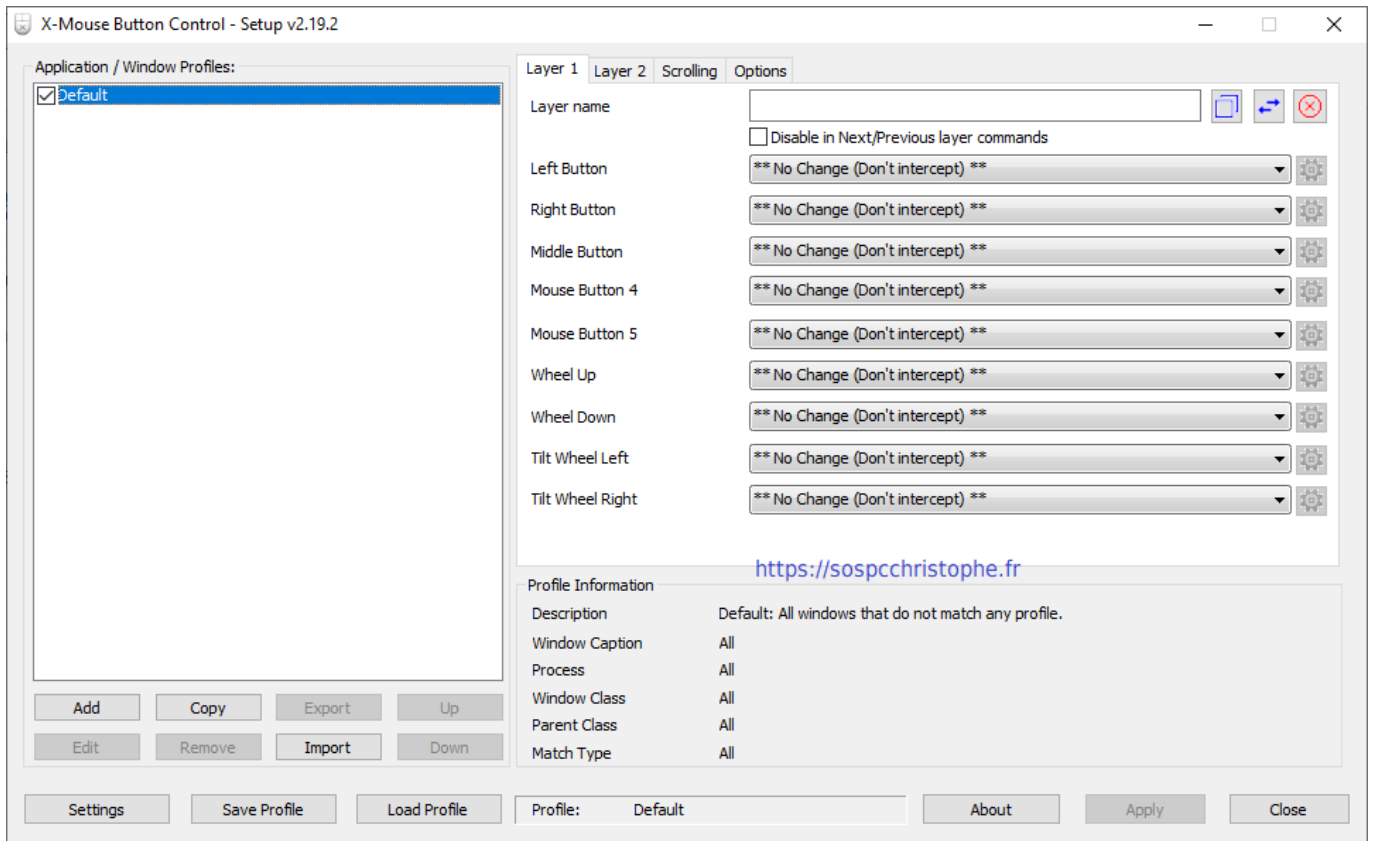 X-Mouse Button Control - Setup v2.19.2
Application / Window Profiles:
Default
Layer 1 Layer 2 Scrolling Options
Layer name
Disable in Next/Previous layer commands
Left Button ** No Change (Don't intercept) **
Right Button ** No Change (Don't intercept) **
Middle Button ** No Change (Don't intercept) **
Mouse Button 4 ** No Change (Don't intercept) **
Mouse Button 5 ** No Change (Don't intercept) **
Wheel Up ** No Change (Don't intercept) **
Wheel Down ** No Change (Don't intercept) **
Tilt Wheel Left ** No Change (Don't intercept) **
Tilt Wheel Right ** No Change (Don't intercept) **
https://sospcchristophe.fr
Profile Information
Description Default: All windows that do not match any profile.
Window Caption All
Process All
Window Class All
Parent Class All
Match Type All
Add Copy Export Up
Edit Remove Import Down
Settings Save Profile Load Profile Profile: Default About Apply Close